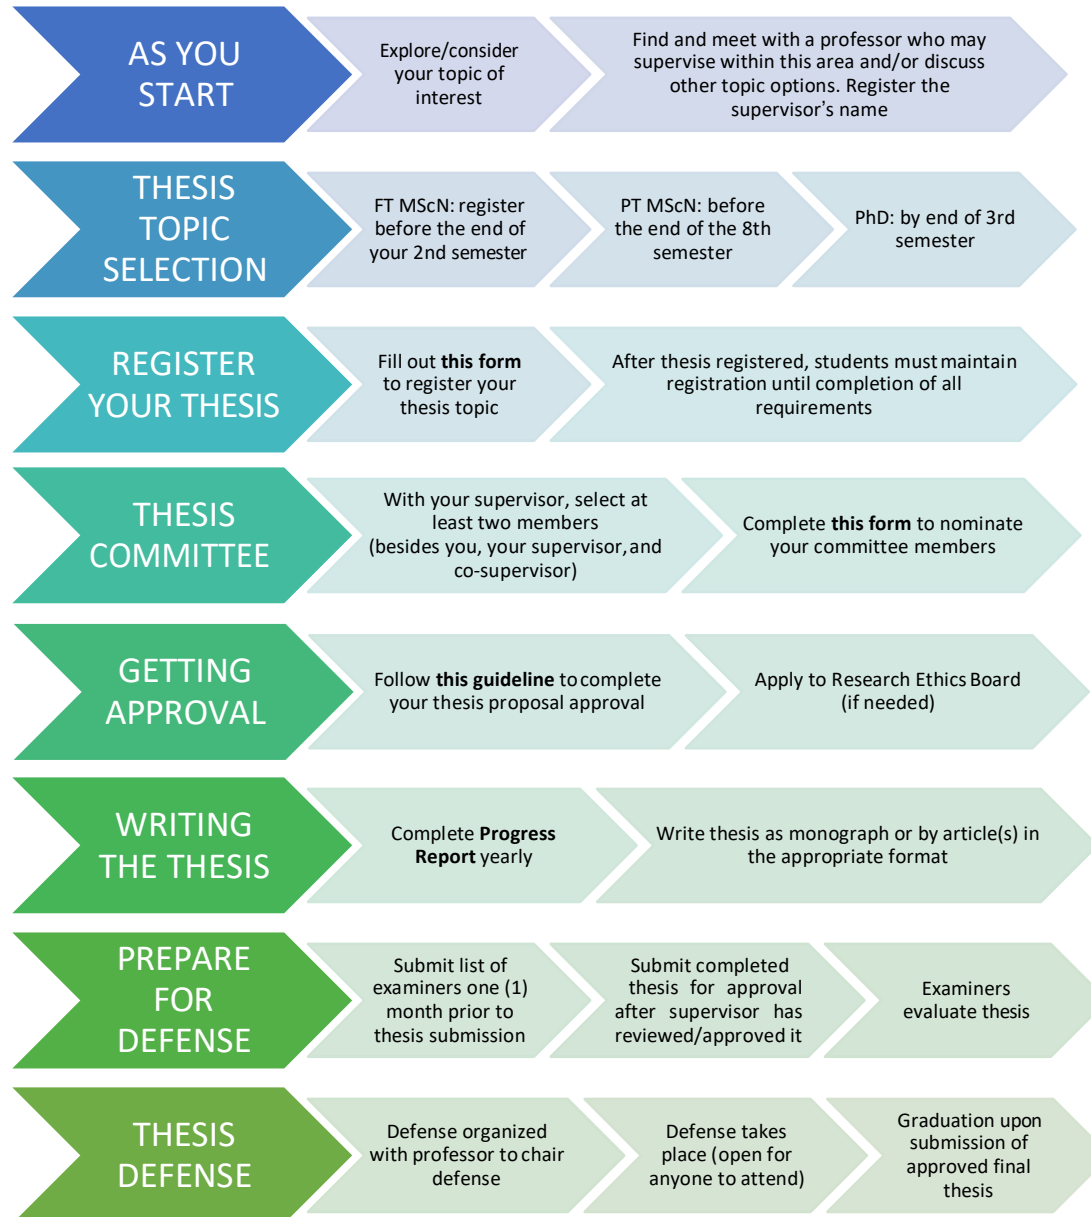 AS YOU
START
Explore/consider
your topic of
interest
Find and meet with a professor who may
supervise within this area and/or discuss
other topic options. Register the
supervisor's name
THESIS
TOPIC
SELECTION
FT MScN: register
before the end of
your 2nd semester
PT MScN: before
the end of the 8th
semester
PhD: by end of 3rd
semester
REGISTER
YOUR THESIS
Fill out this form
to register your
thesis topic
After thesis registered, students must maintain
registration until completion of all
requirements
THESIS
COMMITTEE
With your supervisor, select at
least two members
(besides you, your supervisor, and
co-supervisor)
Complete this form to nominate
your committee members
GETTING
APPROVAL
Follow this guideline to complete
your thesis proposal approval
Apply to Research Ethics Board
(if needed)
WRITING
THE THESIS
Complete Progress
Report yearly
Write thesis as monograph or by article(s) in
the appropriate format
PREPARE
FOR
DEFENSE
Submit list of
examiners one (1)
month prior to
thesis submission
Submit completed
thesis for approval
after supervisor has
reviewed/approved it
Examiners
evaluate thesis
THESIS
DEFENSE
Defense organized
with professor to chair
defense
Defense takes
place (open for
anyone to attend)
Graduation upon
submission of
approved final
thesis